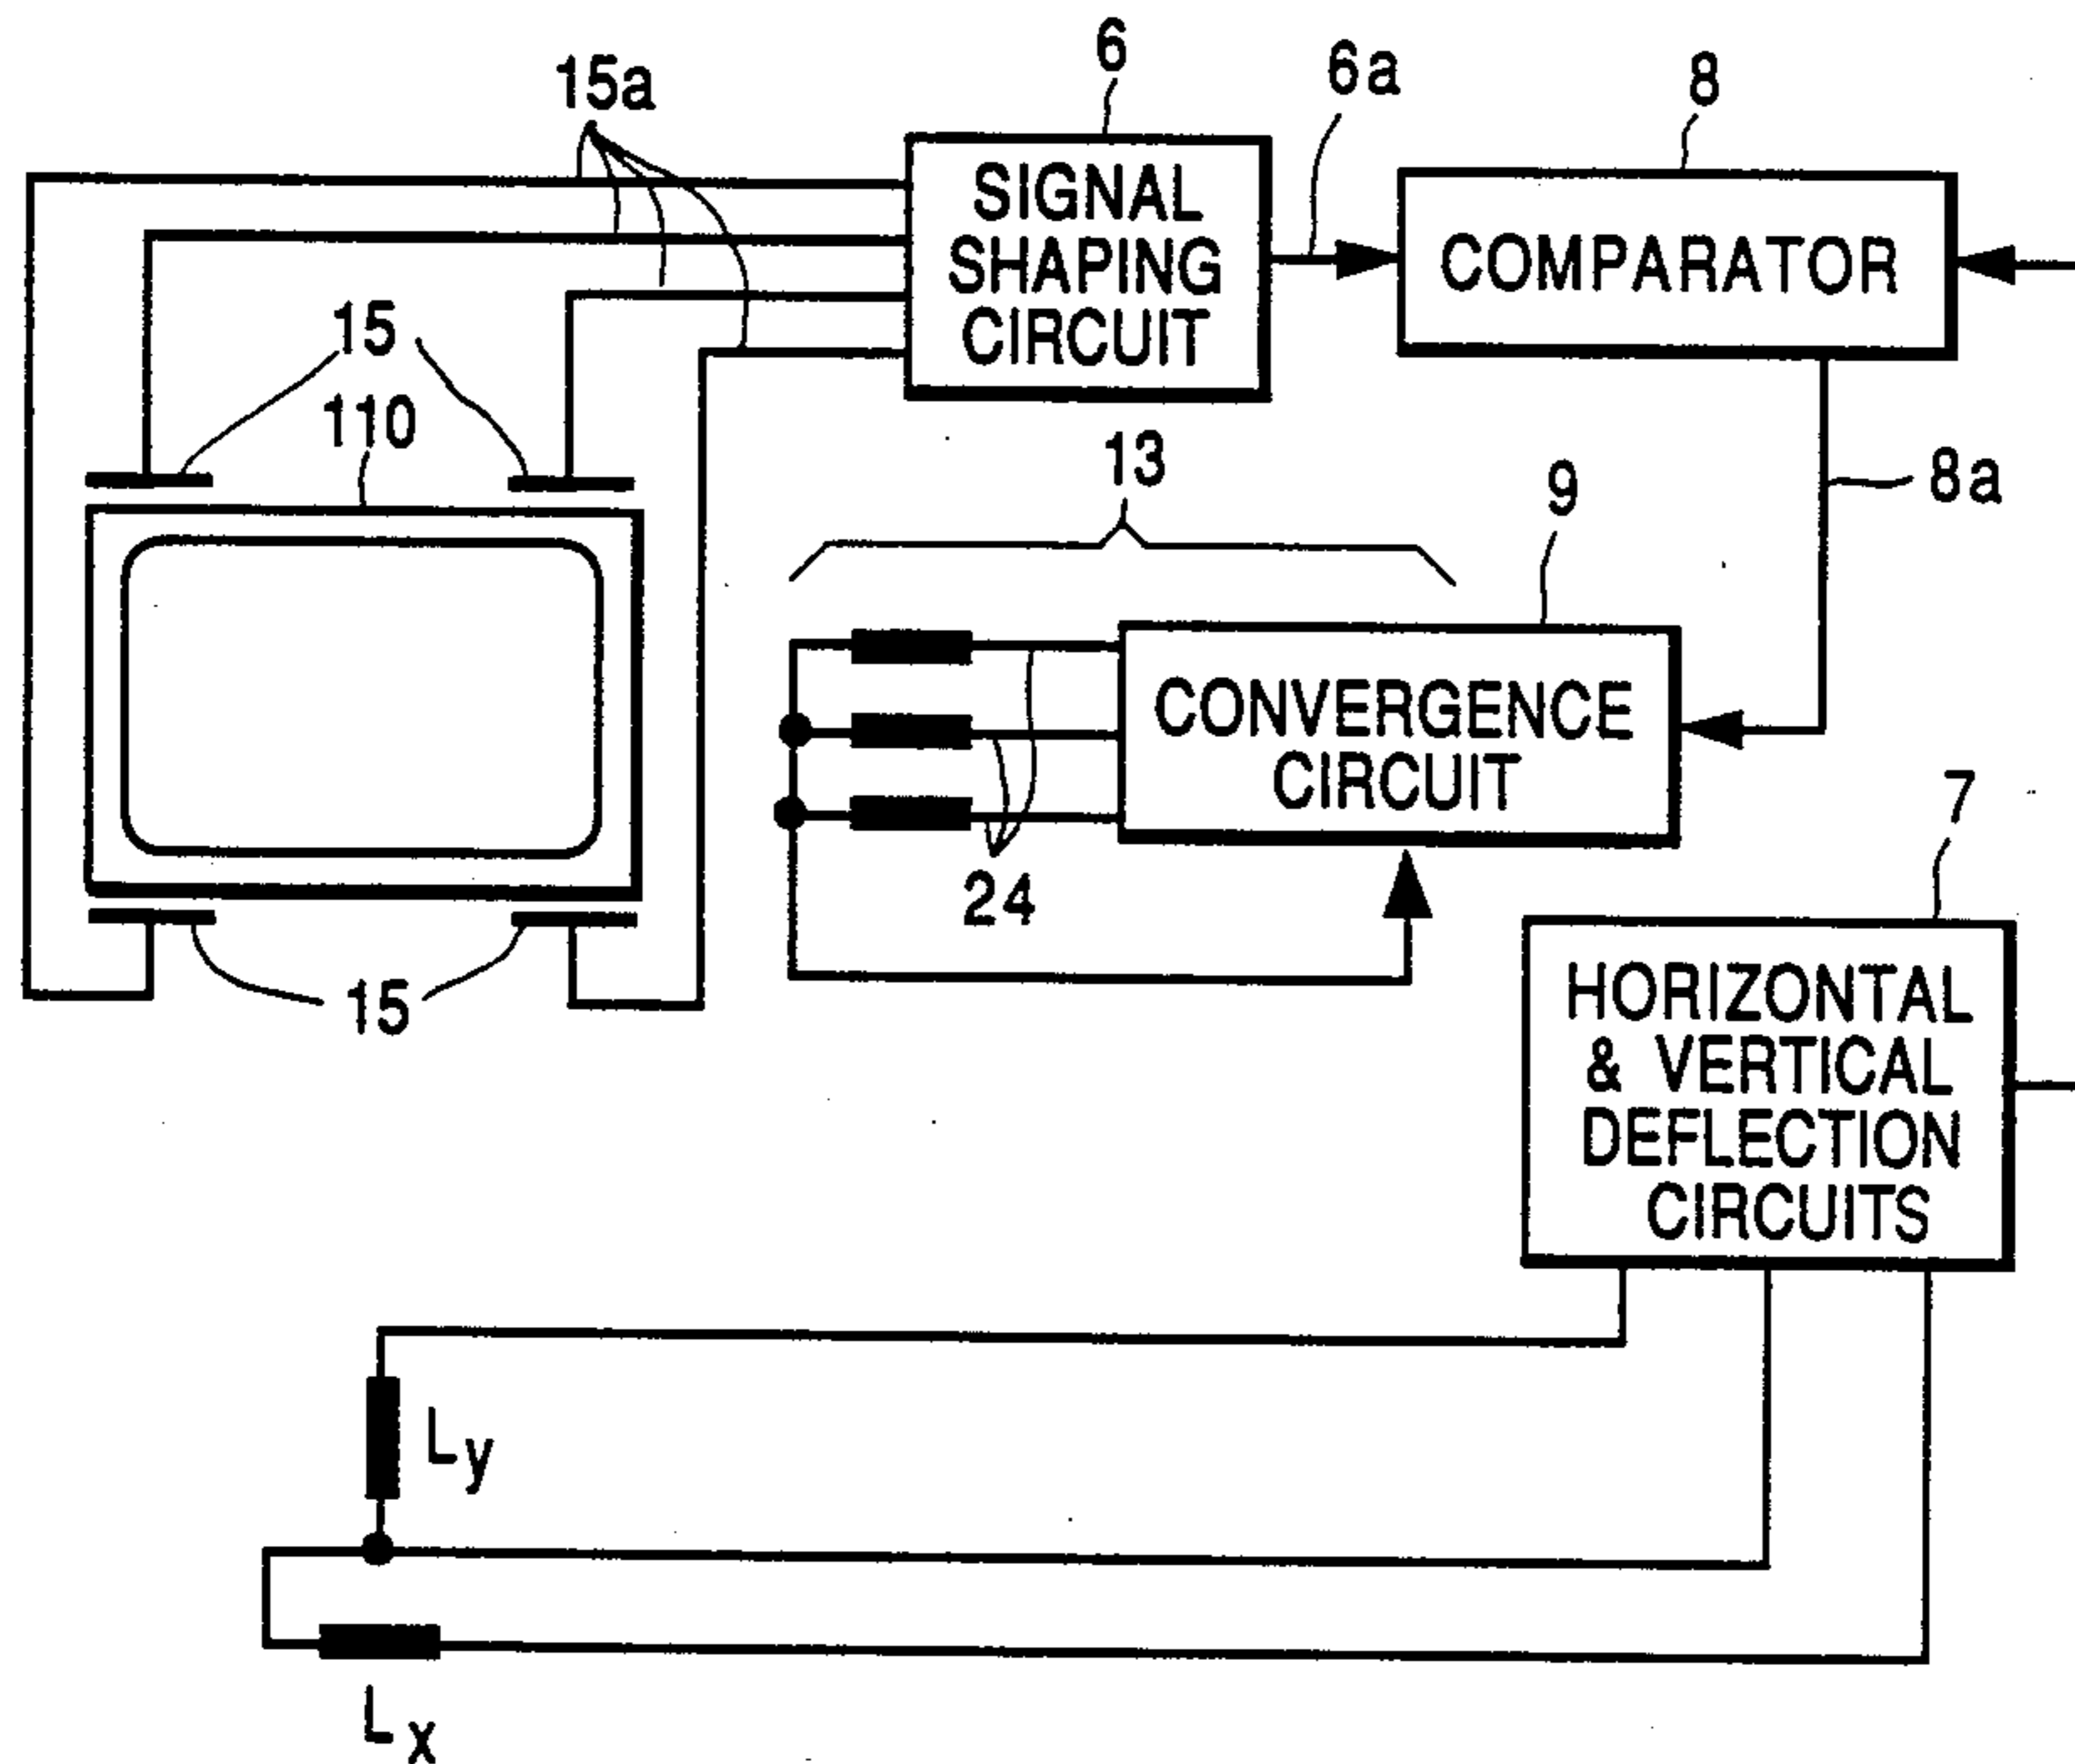 6
6a
8
15a
SIGNAL
SHAPING
CIRCUIT
COMPARATOR
15
110
13
9
8a
CONVERGENCE
CIRCUIT
7
24
15
HORIZONTAL
& VERTICAL
DEFLECTION
CIRCUITS
Ly
Lx